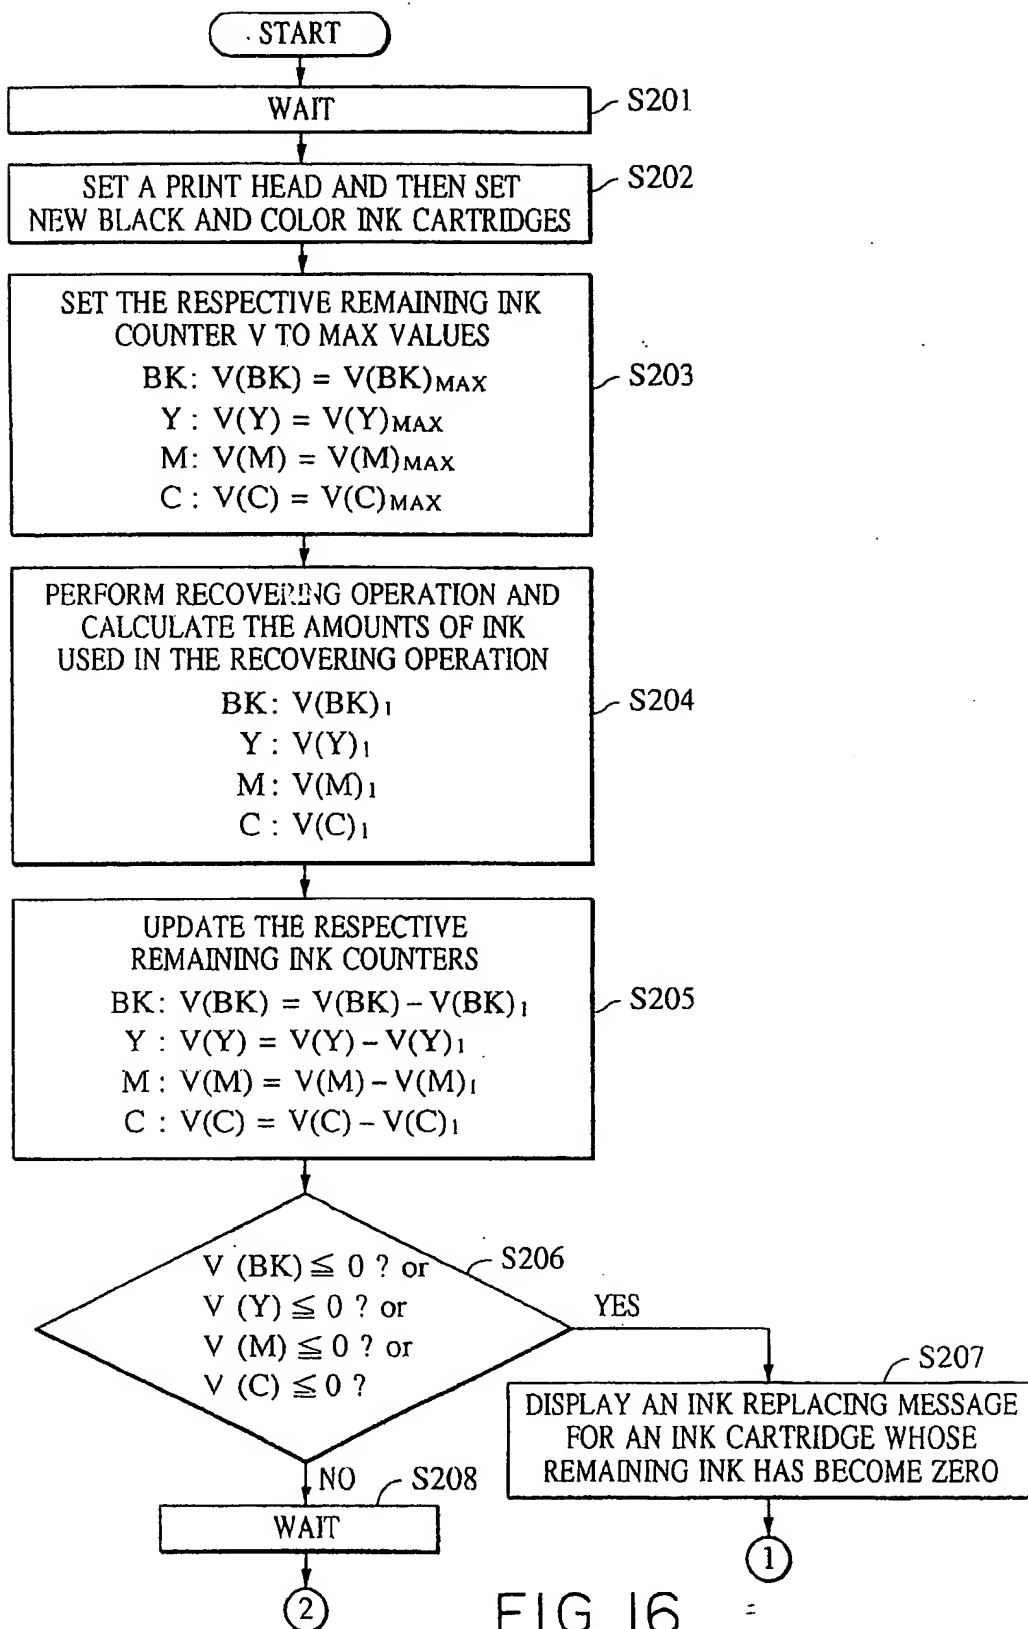 START
WAIT
S201
SET A PRINT HEAD AND THEN SET
NEW BLACK AND COLOR INK CARTRIDGES
S202
SET THE RESPECTIVE REMAINING INK
COUNTER V TO MAX VALUES
BK: V(BK) = V(BK)MAX
Y : V(Y) = V(Y)MAX
M: V(M) = V(M)MAX
C : V(C) = V(C)MAX
S203
PERFORM RECOVERING OPERATION AND
CALCULATE THE AMOUNTS OF INK
USED IN THE RECOVERING OPERATION
BK: V(BK)1
Y : V(Y)1
M: V(M)1
C : V(C)1
S204
UPDATE THE RESPECTIVE
REMAINING INK COUNTERS
BK: V(BK) = V(BK) – V(BK)1
Y : V(Y) = V(Y) – V(Y)1
M : V(M) = V(M) – V(M)1
C : V(C) = V(C) – V(C)1
S205
V (BK) ≦ 0 ? or
V (Y) ≦ 0 ? or
V (M) ≦ 0 ? or
V (C) ≦ 0 ?
S206
YES
S207
DISPLAY AN INK REPLACING MESSAGE
FOR AN INK CARTRIDGE WHOSE
REMAINING INK HAS BECOME ZERO
1
NO
S208
WAIT
2
FIG 16